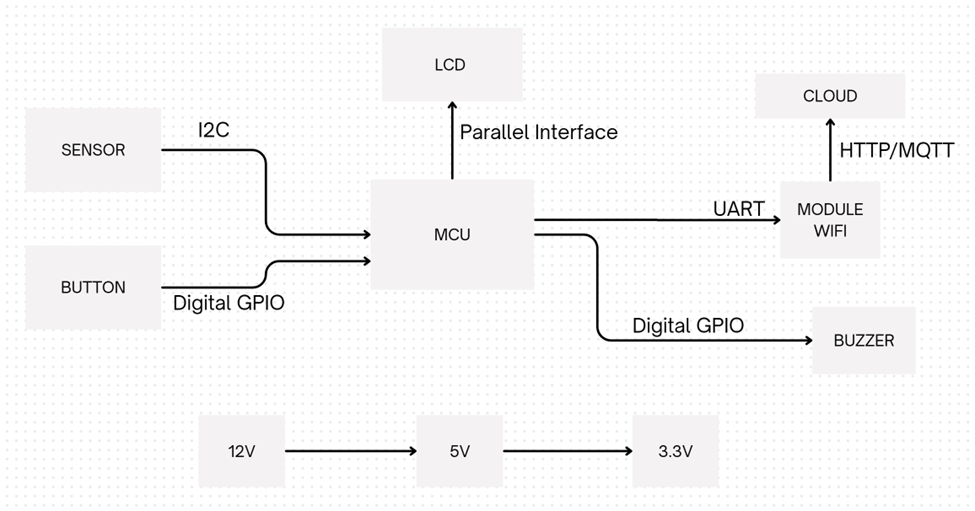 LCD
CLOUD
I2C
Parallel Interface
SENSOR
HTTP/MQTT
UART
MODULE
WIFI
MCU
BUTTON
Digital GPIO
Digital GPIO
BUZZER
12V
5V
3.3V